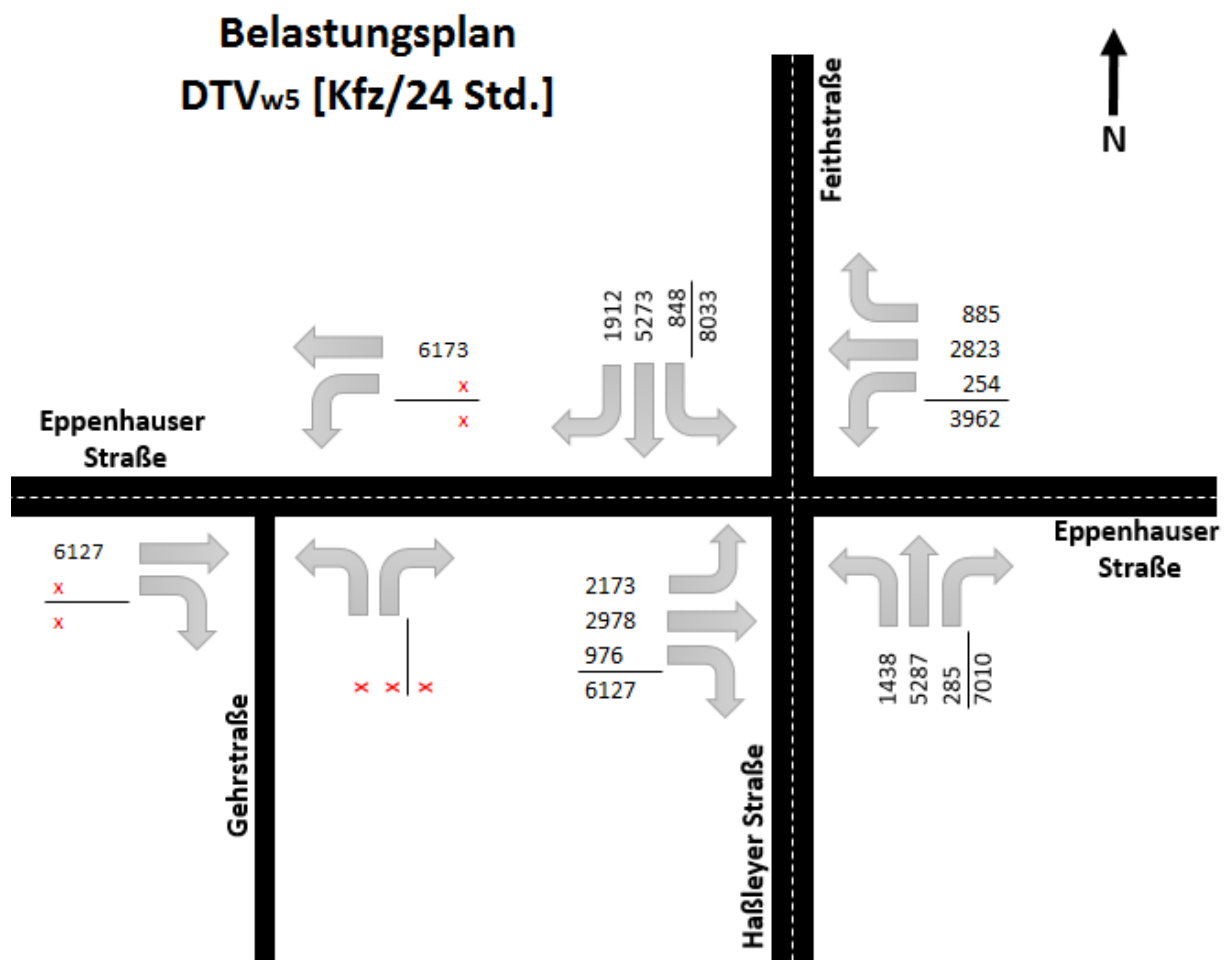 Belastungsplan
DTVw5 [Kfz/24 Std.]
N
Feithstraße
1912
5273
848
8033
885
2823
254
3962
6173
x
x
Eppenhauser
Straße
6127
x
x
x x x
2173
2978
976
6127
1438
5287
285
7010
Eppenhauser
Straße
Gehrstraße
Haßleyer Straße